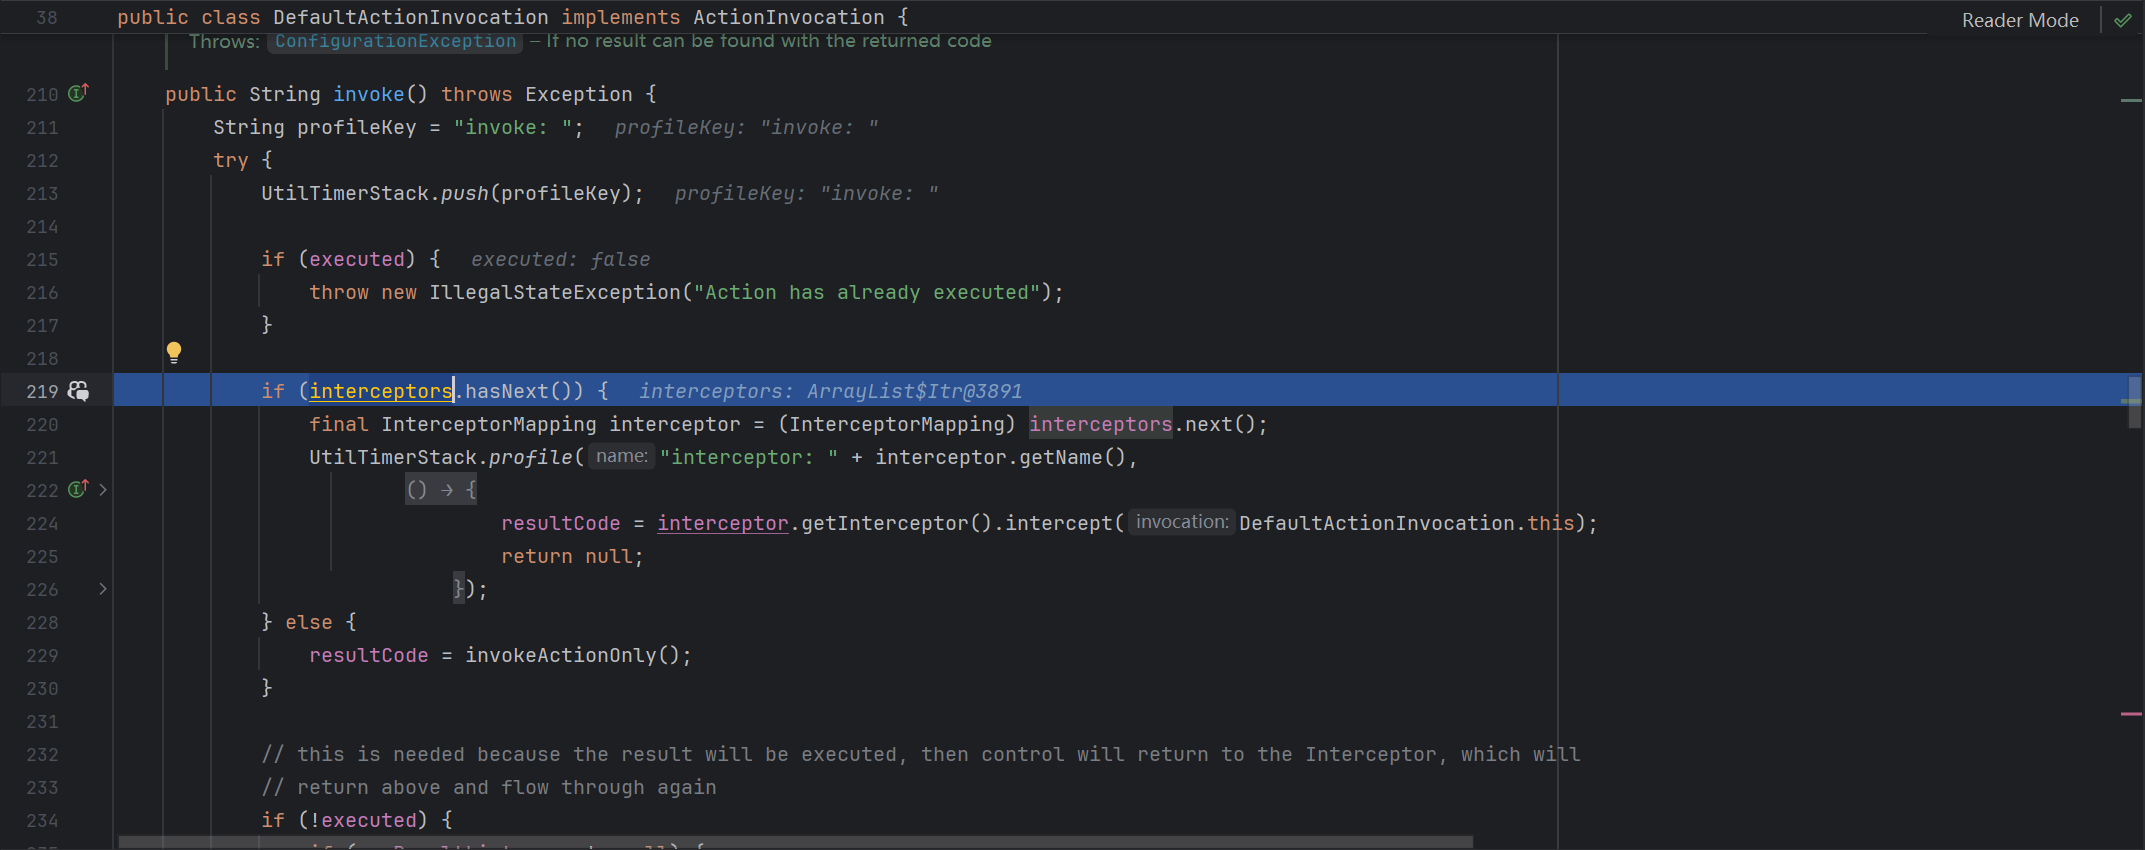 38 public class DefaultActionInvocation implements ActionInvocation {
Reader Mode
Throws: ConfigurationException – If no result can be found with the returned code
210 public String invoke() throws Exception {
211 String profileKey = "invoke: "; profileKey: "invoke: "
212 try {
213 UtilTimerStack.push(profileKey); profileKey: "invoke: "
214
215 if (executed) { executed: false
216 throw new IllegalStateException("Action has already executed");
217 }
218
219 if (interceptors.hasNext()) { interceptors: ArrayList$Itr@3891
220 final InterceptorMapping interceptor = (InterceptorMapping) interceptors.next();
221 UtilTimerStack.profile( name: "interceptor: " + interceptor.getName(),
222 () → {
224 resultCode = interceptor.getInterceptor().intercept( invocation: DefaultActionInvocation.this);
225 return null;
226 });
228 } else {
229 resultCode = invokeActionOnly();
230 }
231
232 // this is needed because the result will be executed, then control will return to the Interceptor, which will
233 // return above and flow through again
234 if (!executed) {